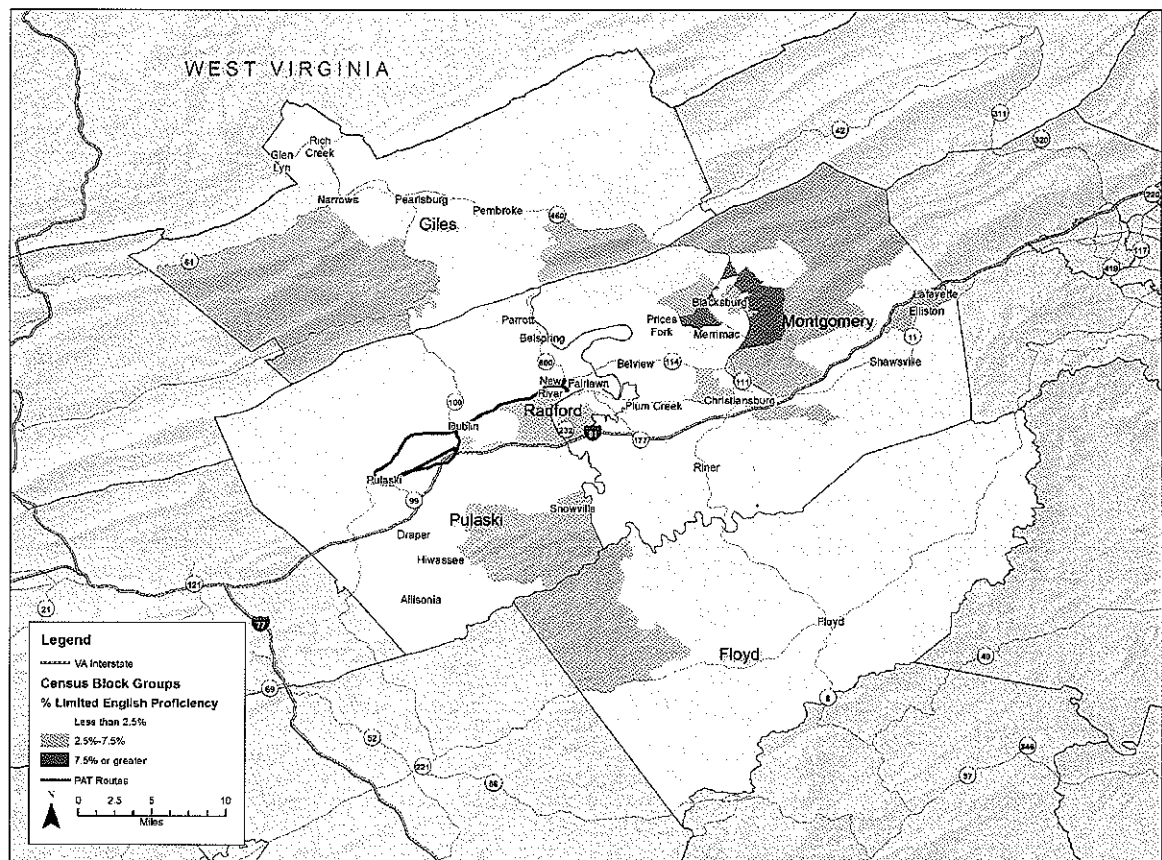 WEST VIRGINIA
311
42
320
Rich
Creek
Glen
Lyn
220
Narrows
Pearisburg
Pembroke
460
Giles
117
419
61
Lafayette
Blacksburg
Elliston
Parrott
Prices
Fork
Montgomery
Merrimac
11
Belspring
Shawsville
600
Belview
114
New
River
Fairlawn
111
100
Christiansburg
Plum Creek
Radford
Dublin
232
81
177
Riner
Pulaski
99
Snowville
Pulaski
Draper
Hiwassee
121
Allisonia
21
77
Floyd
Floyd
40
69
8
52
221
58
57
Legend
VA Interstate
Census Block Groups
% Limited English Proficiency
Less than 2.5%
2.5%-7.5%
7.5% or greater
PAT Routes
N
0 2.5 5 10
Miles